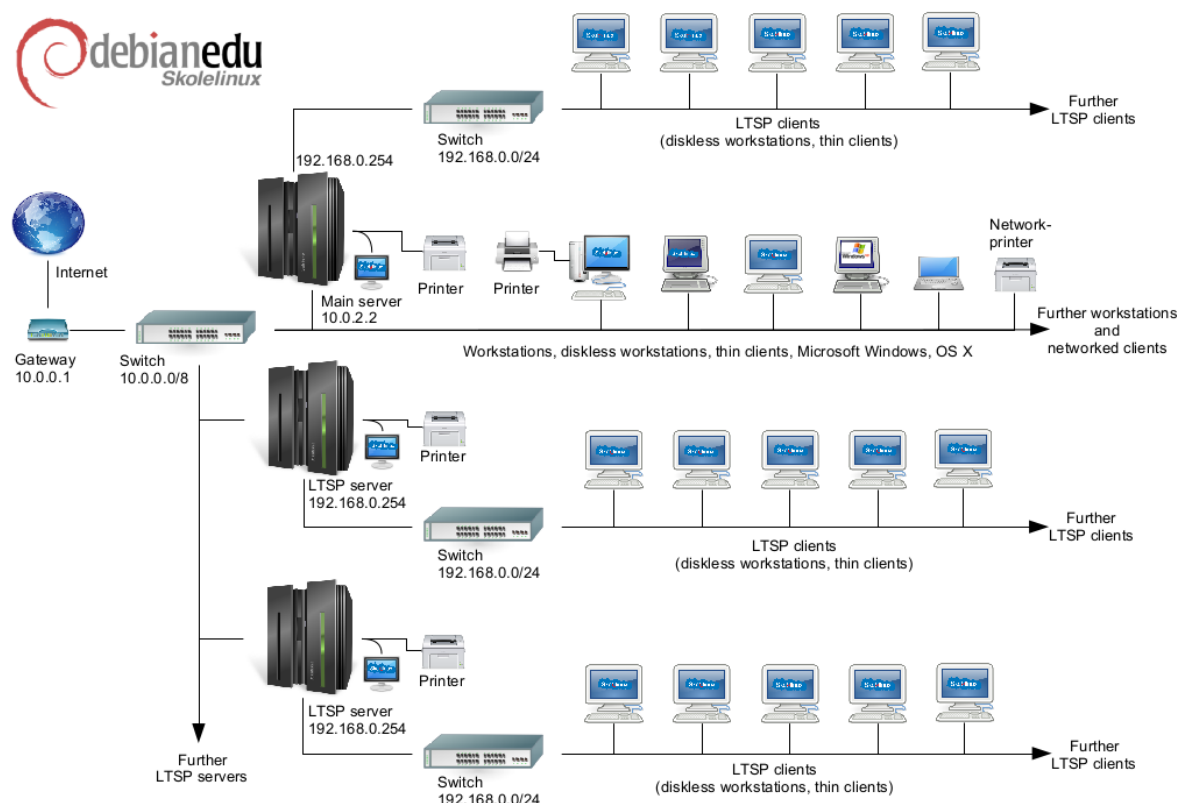 debianedu
Skolelinux
Further
LTSP clients
LTSP clients
(diskless workstations, thin clients)
Switch
192.168.0.0/24
192.168.0.254
Internet
Printer
Printer
Network-
printer
Main server
10.0.2.2
Gateway
10.0.0.1
Switch
10.0.0.0/8
Workstations, diskless workstations, thin clients, Microsoft Windows, OS X
Further workstations
and
networked clients
Printer
LTSP server
192.168.0.254
Switch
192.168.0.0/24
LTSP clients
(diskless workstations, thin clients)
Further
LTSP clients
Printer
LTSP server
192.168.0.254
Further
LTSP servers
Switch
192.168.0.0/24
LTSP clients
(diskless workstations, thin clients)
Further
LTSP clients